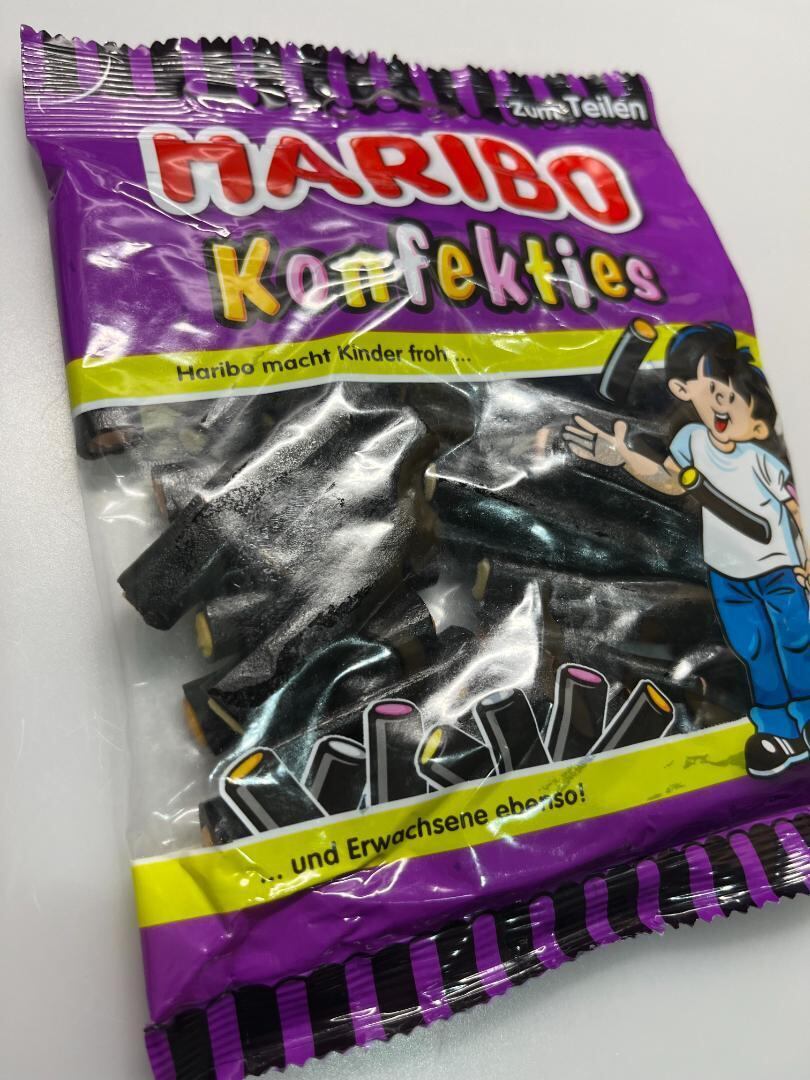 zum Teilen
HARIBO
Konfekties
Haribo macht Kinder froh ...
... und Erwachsene ebenso!